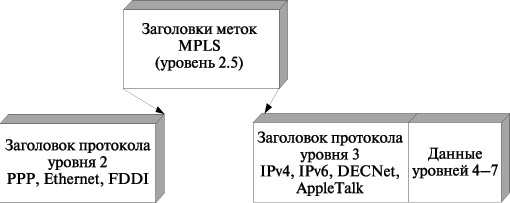 Заголовки меток
MPLS
(уровень 2.5)
Заголовок протокола
уровня 2
PPP, Ethernet, FDDI
Заголовок протокола
уровня 3
IPv4, IPv6, DECNet,
AppleTalk
Данные
уровней 4–7